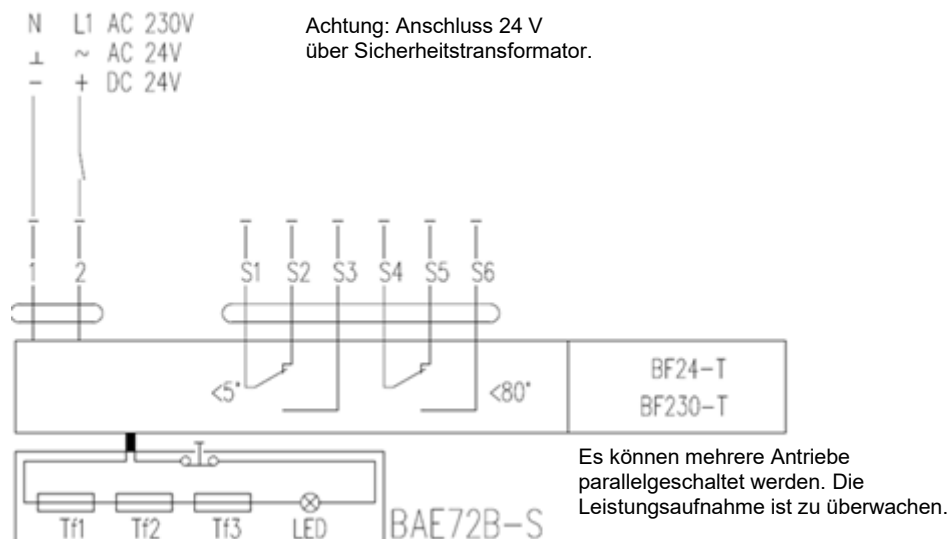 N L1 AC 230V
⊥ ~ AC 24V
− + DC 24V
Achtung: Anschluss 24 V
über Sicherheitstransformator.
1 2 S1 S2 S3 S4 S5 S6
<5° <80°
BF24−T
BF230−T
Es können mehrere Antriebe
parallelgeschaltet werden. Die
Leistungsaufnahme ist zu überwachen.
Tf1 Tf2 Tf3 LED BAE72B−S